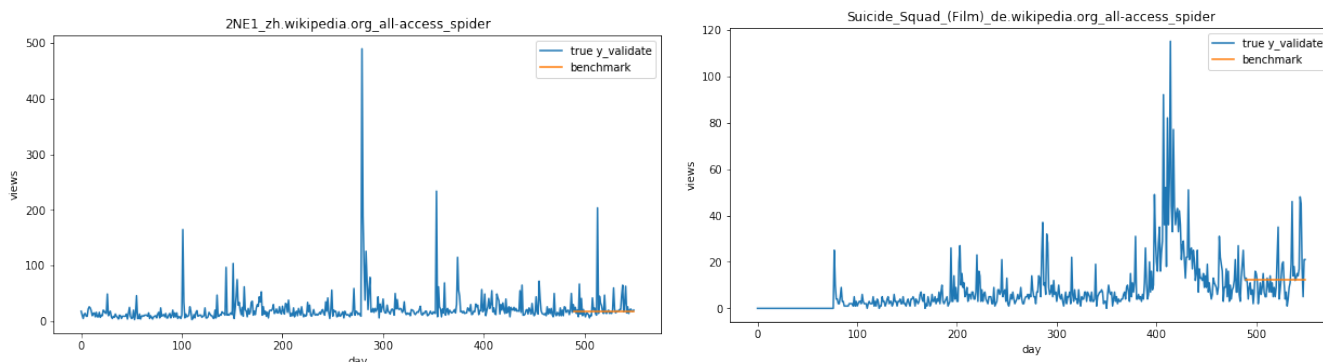 2NE1_zh.wikipedia.org_all-access_spider
500
400
300
200
100
0
views
0
100
200
300
400
500
day
true y_validate
benchmark
Suicide_Squad_(Film)_de.wikipedia.org_all-access_spider
120
100
80
60
40
20
0
views
0
100
200
300
400
500
day
true y_validate
benchmark